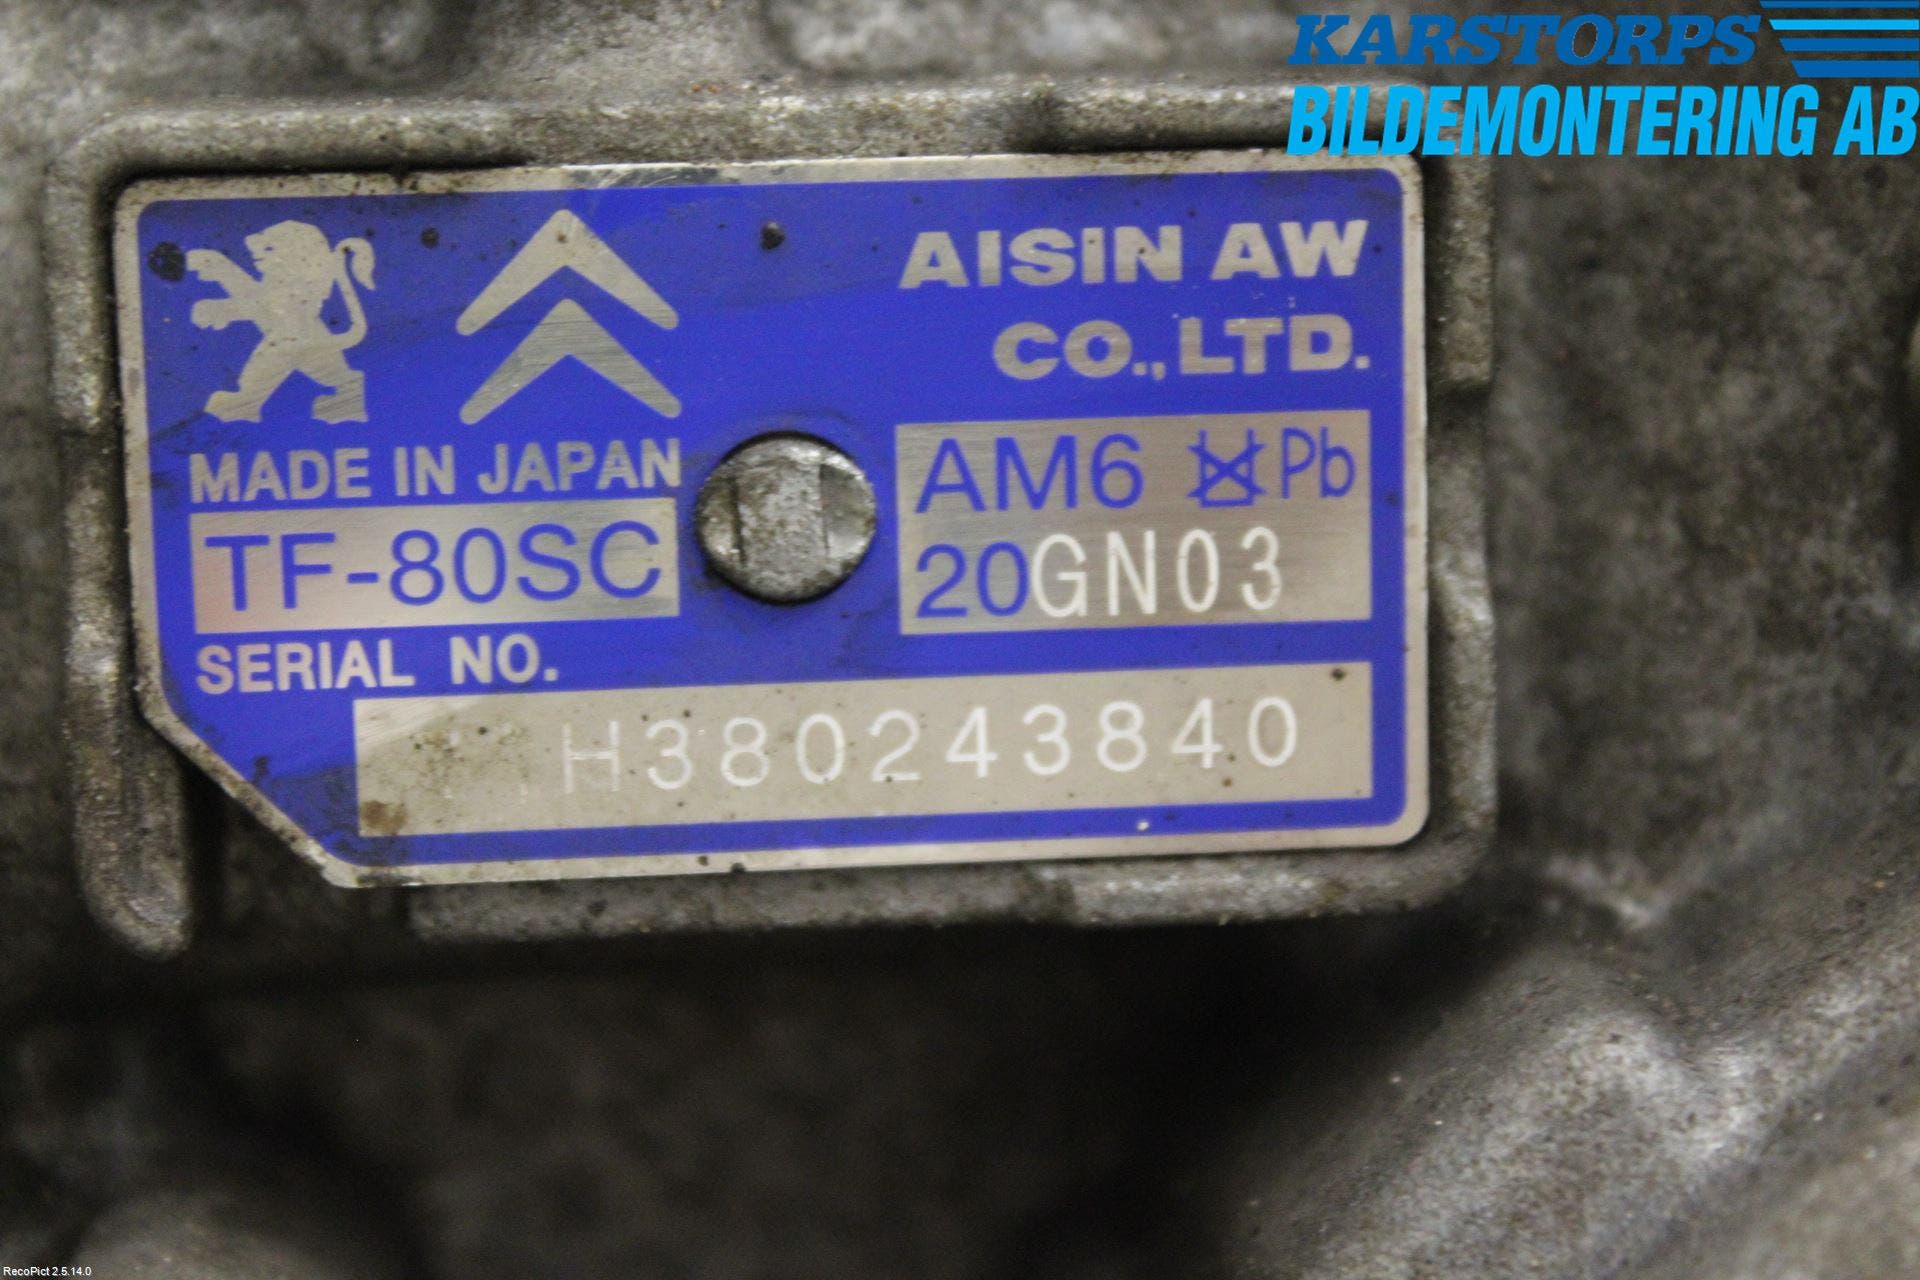 KARSTORPS
BILDEMONTERING AB
AISIN AW
CO.,LTD.
MADE IN JAPAN
TF-80SC
AM6 Pb
20GN03
SERIAL NO.
H380243840
RecoPict 2.5.14.0